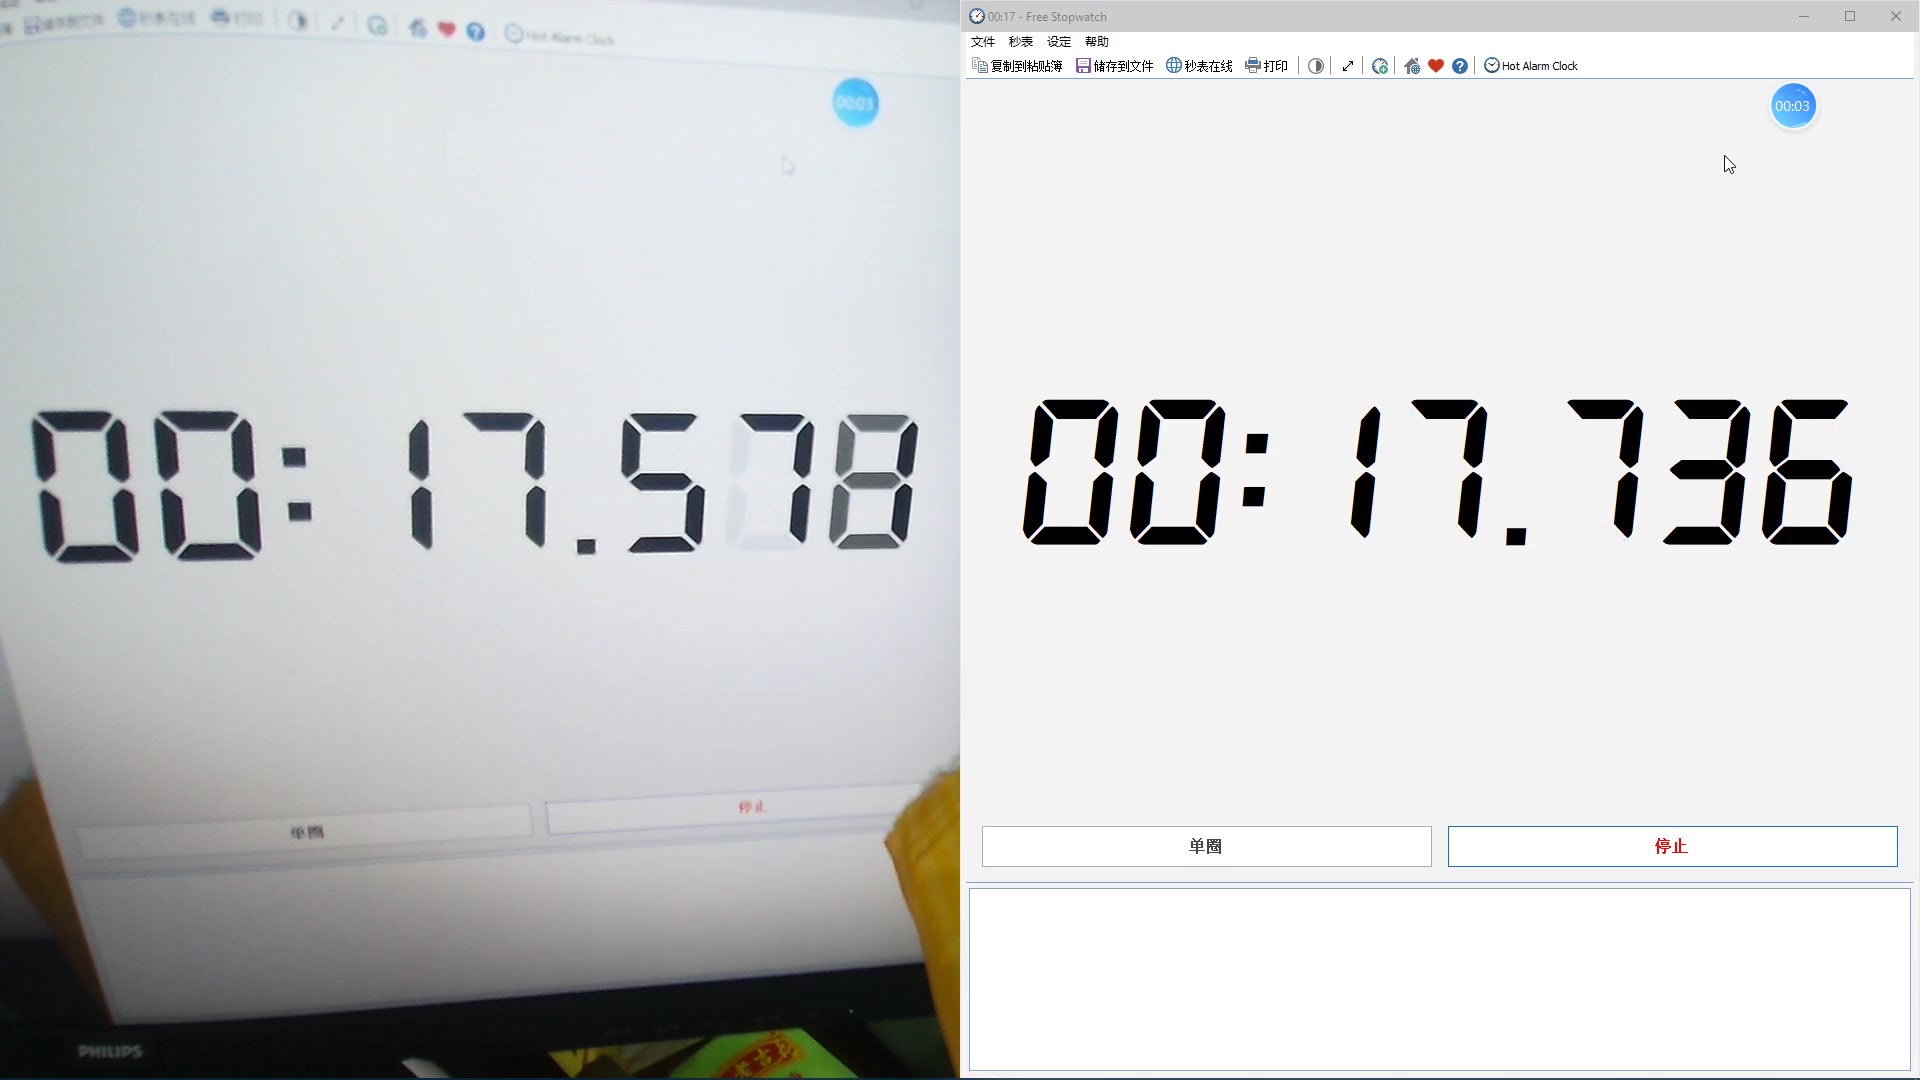 储存到文件 秒表在线 打印 Hot Alarm Clock
00:03
00:17.578
单圈 停止
PHILIPS
00:17 - Free Stopwatch
文件 秒表 设定 帮助
复制到粘贴簿 储存到文件 秒表在线 打印 Hot Alarm Clock
00:03
00:17.736
单圈 停止